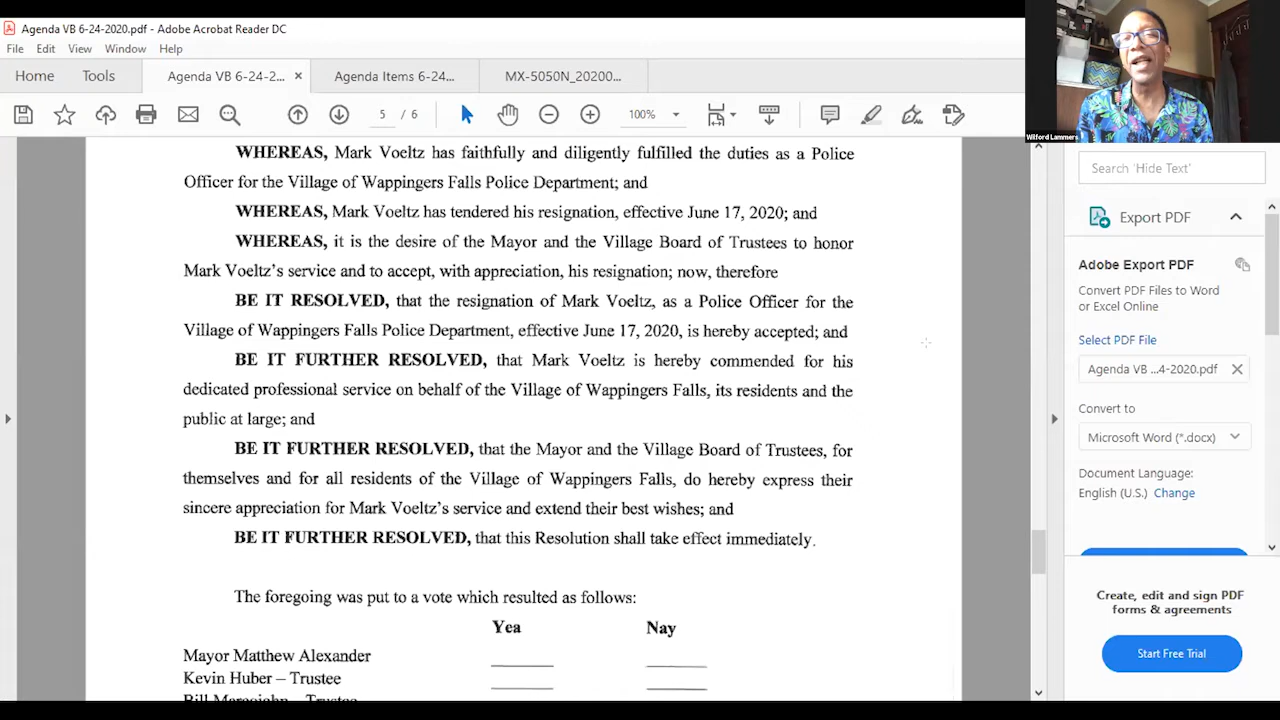 Agenda VB 6-24-2020.pdf - Adobe Acrobat Reader DC
File Edit View Window Help
Home Tools Agenda VB 6-24-2... × Agenda Items 6-24... MX-5050N_20200...
5 / 6 100%
Wilford Lammers
WHEREAS, Mark Voeltz has faithfully and diligently fulfilled the duties as a Police
Officer for the Village of Wappingers Falls Police Department; and
WHEREAS, Mark Voeltz has tendered his resignation, effective June 17, 2020; and
WHEREAS, it is the desire of the Mayor and the Village Board of Trustees to honor
Mark Voeltz's service and to accept, with appreciation, his resignation; now, therefore
BE IT RESOLVED, that the resignation of Mark Voeltz, as a Police Officer for the
Village of Wappingers Falls Police Department, effective June 17, 2020, is hereby accepted; and
BE IT FURTHER RESOLVED, that Mark Voeltz is hereby commended for his
dedicated professional service on behalf of the Village of Wappingers Falls, its residents and the
public at large; and
BE IT FURTHER RESOLVED, that the Mayor and the Village Board of Trustees, for
themselves and for all residents of the Village of Wappingers Falls, do hereby express their
sincere appreciation for Mark Voeltz's service and extend their best wishes; and
BE IT FURTHER RESOLVED, that this Resolution shall take effect immediately.
The foregoing was put to a vote which resulted as follows:
Yea Nay
Mayor Matthew Alexander
Kevin Huber – Trustee
Search 'Hide Text'
Export PDF
Adobe Export PDF
Convert PDF Files to Word
or Excel Online
Select PDF File
Agenda VB ...4-2020.pdf
Convert to
Microsoft Word (*.docx)
Document Language:
English (U.S.) Change
Create, edit and sign PDF
forms & agreements
Start Free Trial